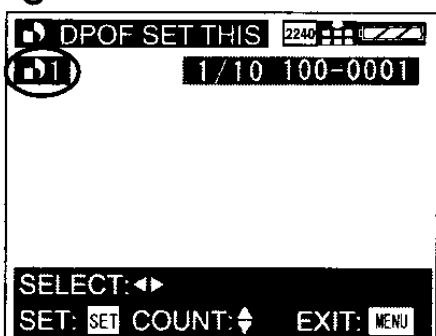 DPOF SET THIS 2240
1 1/10 100-0001
SELECT:◀▶
SET: SET COUNT:▲▼ EXIT: MENU